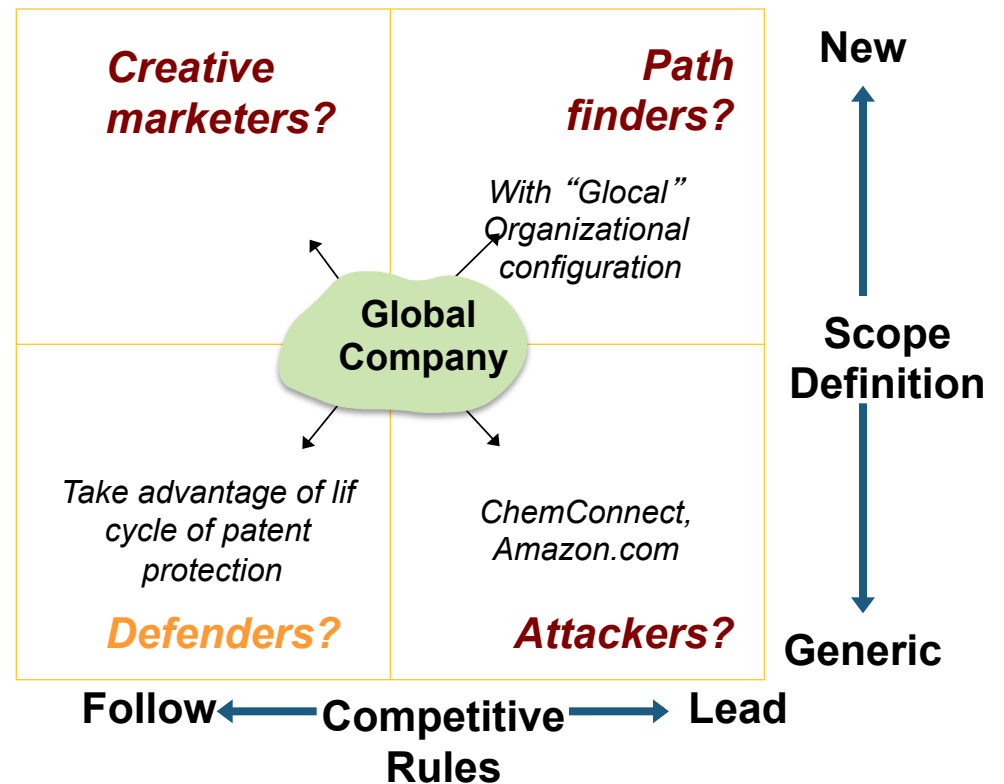 Creative
marketers?
Path
finders?
With “Glocal”
Organizational
configuration
New
Global
Company
Scope
Definition
Take advantage of lif
cycle of patent
protection
ChemConnect,
Amazon.com
Defenders?
Attackers?
Generic
Follow
Competitive
Rules
Lead